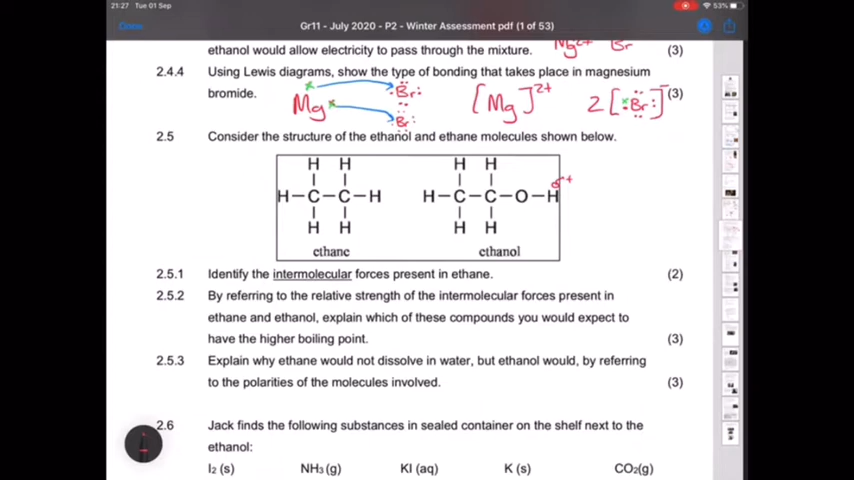 21:27 Tue 01 Sep 53%
Done Gr11 - July 2020 - P2 - Winter Assessment pdf (1 of 53)
ethanol would allow electricity to pass through the mixture. Mg2+ Br (3)
2.4.4 Using Lewis diagrams, show the type of bonding that takes place in magnesium
bromide. (3)
Mg Br [Mg]2+ 2[Br]-
Br
2.5 Consider the structure of the ethanol and ethane molecules shown below.
H H H H δ+
H-C-C-H H-C-C-O-H
H H H H
ethane ethanol
2.5.1 Identify the intermolecular forces present in ethane. (2)
2.5.2 By referring to the relative strength of the intermolecular forces present in
ethane and ethanol, explain which of these compounds you would expect to
have the higher boiling point. (3)
2.5.3 Explain why ethane would not dissolve in water, but ethanol would, by referring
to the polarities of the molecules involved. (3)
2.6 Jack finds the following substances in sealed container on the shelf next to the
ethanol:
I2 (s) NH3 (g) KI (aq) K (s) CO2(g)